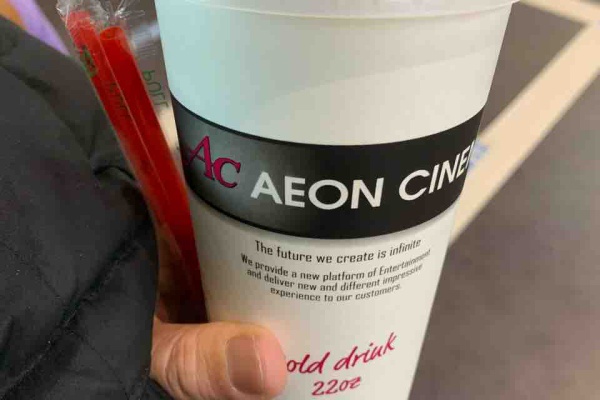 AC AEON CINE
The future we create is infinite
We provide a new platform of Entertainment
and deliver new and different impressive
experience to our customers.
old drink
22oz